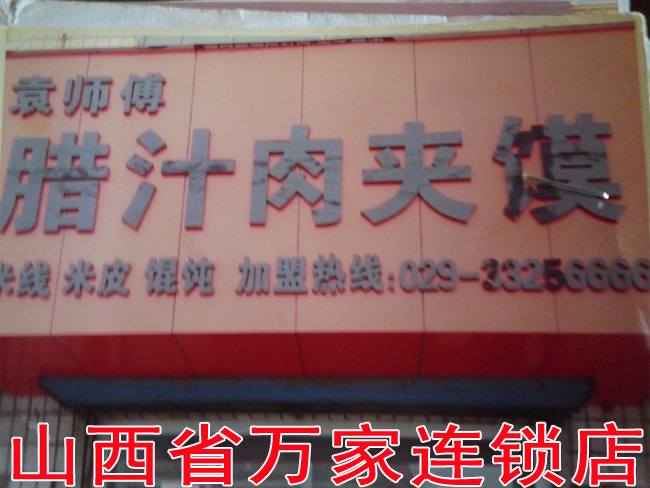 袁师傅
腊汁肉夹馍
米线 米皮 馄饨 加盟热线:029-33256666
山西省万家连锁店